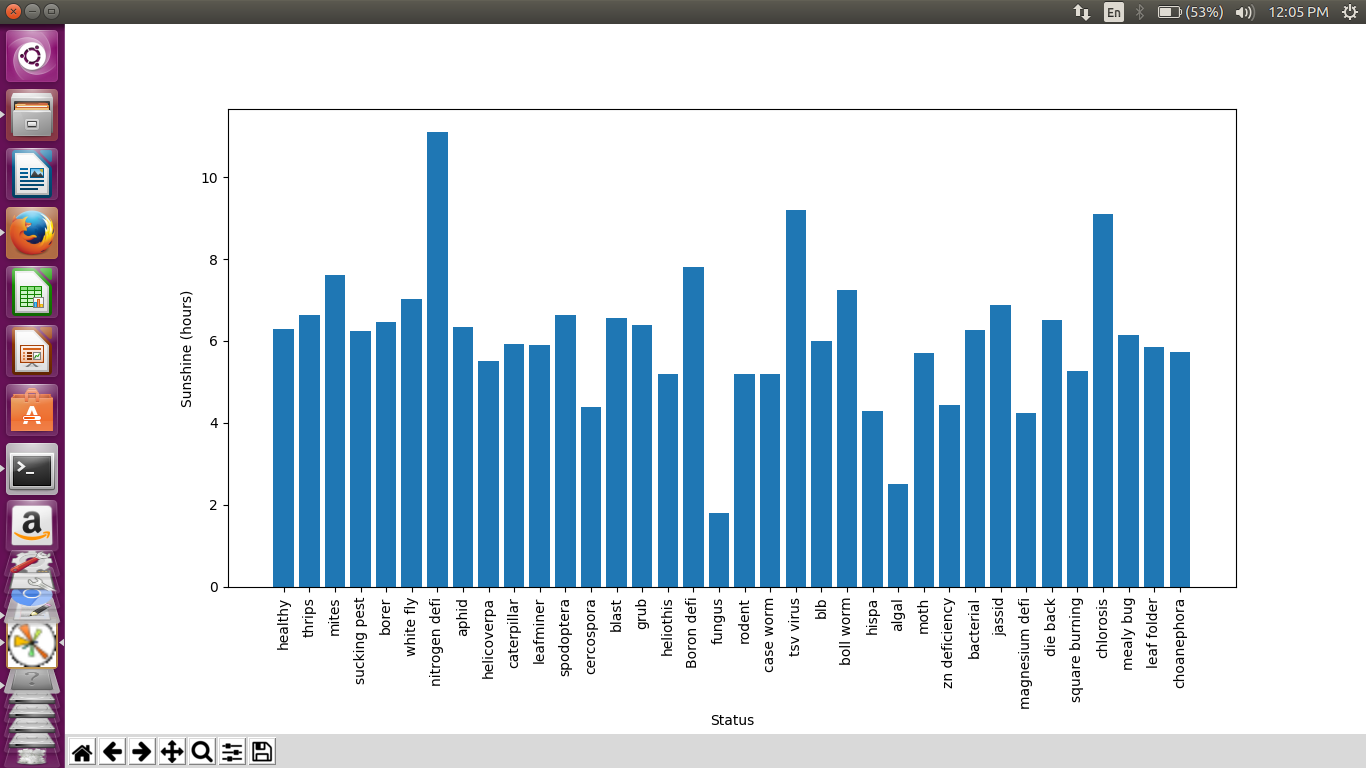 En (53%) 12:05 PM
10
8
6
4
2
0
Sunshine (hours)
healthy
thrips
mites
sucking pest
borer
white fly
nitrogen defi
aphid
helicoverpa
caterpillar
leafminer
spodoptera
cercospora
blast
grub
heliothis
Boron defi
fungus
rodent
case worm
tsv virus
blb
boll worm
hispa
algal
moth
zn deficiency
bacterial
jassid
magnesium defi
die back
square burning
chlorosis
mealy bug
leaf folder
choanephora
Status